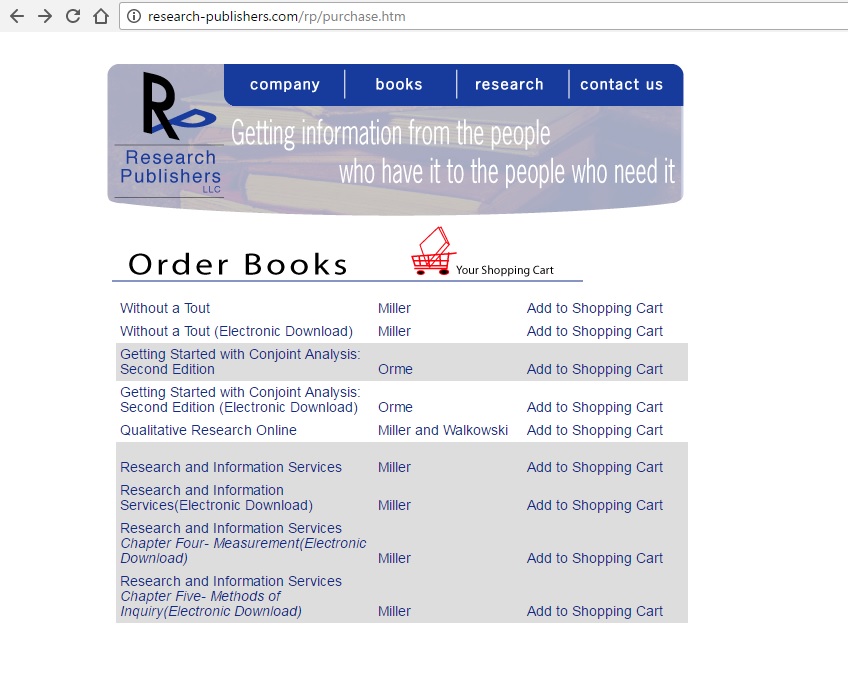 research-publishers.com/rp/purchase.htm
company books research contact us
Getting information from the people
who have it to the people who need it
R
Research
Publishers
LLC
Order Books
Your Shopping Cart
Without a Tout Miller Add to Shopping Cart
Without a Tout (Electronic Download) Miller Add to Shopping Cart
Getting Started with Conjoint Analysis:
Second Edition Orme Add to Shopping Cart
Getting Started with Conjoint Analysis:
Second Edition (Electronic Download) Orme Add to Shopping Cart
Qualitative Research Online Miller and Walkowski Add to Shopping Cart
Research and Information Services Miller Add to Shopping Cart
Research and Information
Services(Electronic Download) Miller Add to Shopping Cart
Research and Information Services
Chapter Four- Measurement(Electronic
Download) Miller Add to Shopping Cart
Research and Information Services
Chapter Five- Methods of
Inquiry(Electronic Download) Miller Add to Shopping Cart